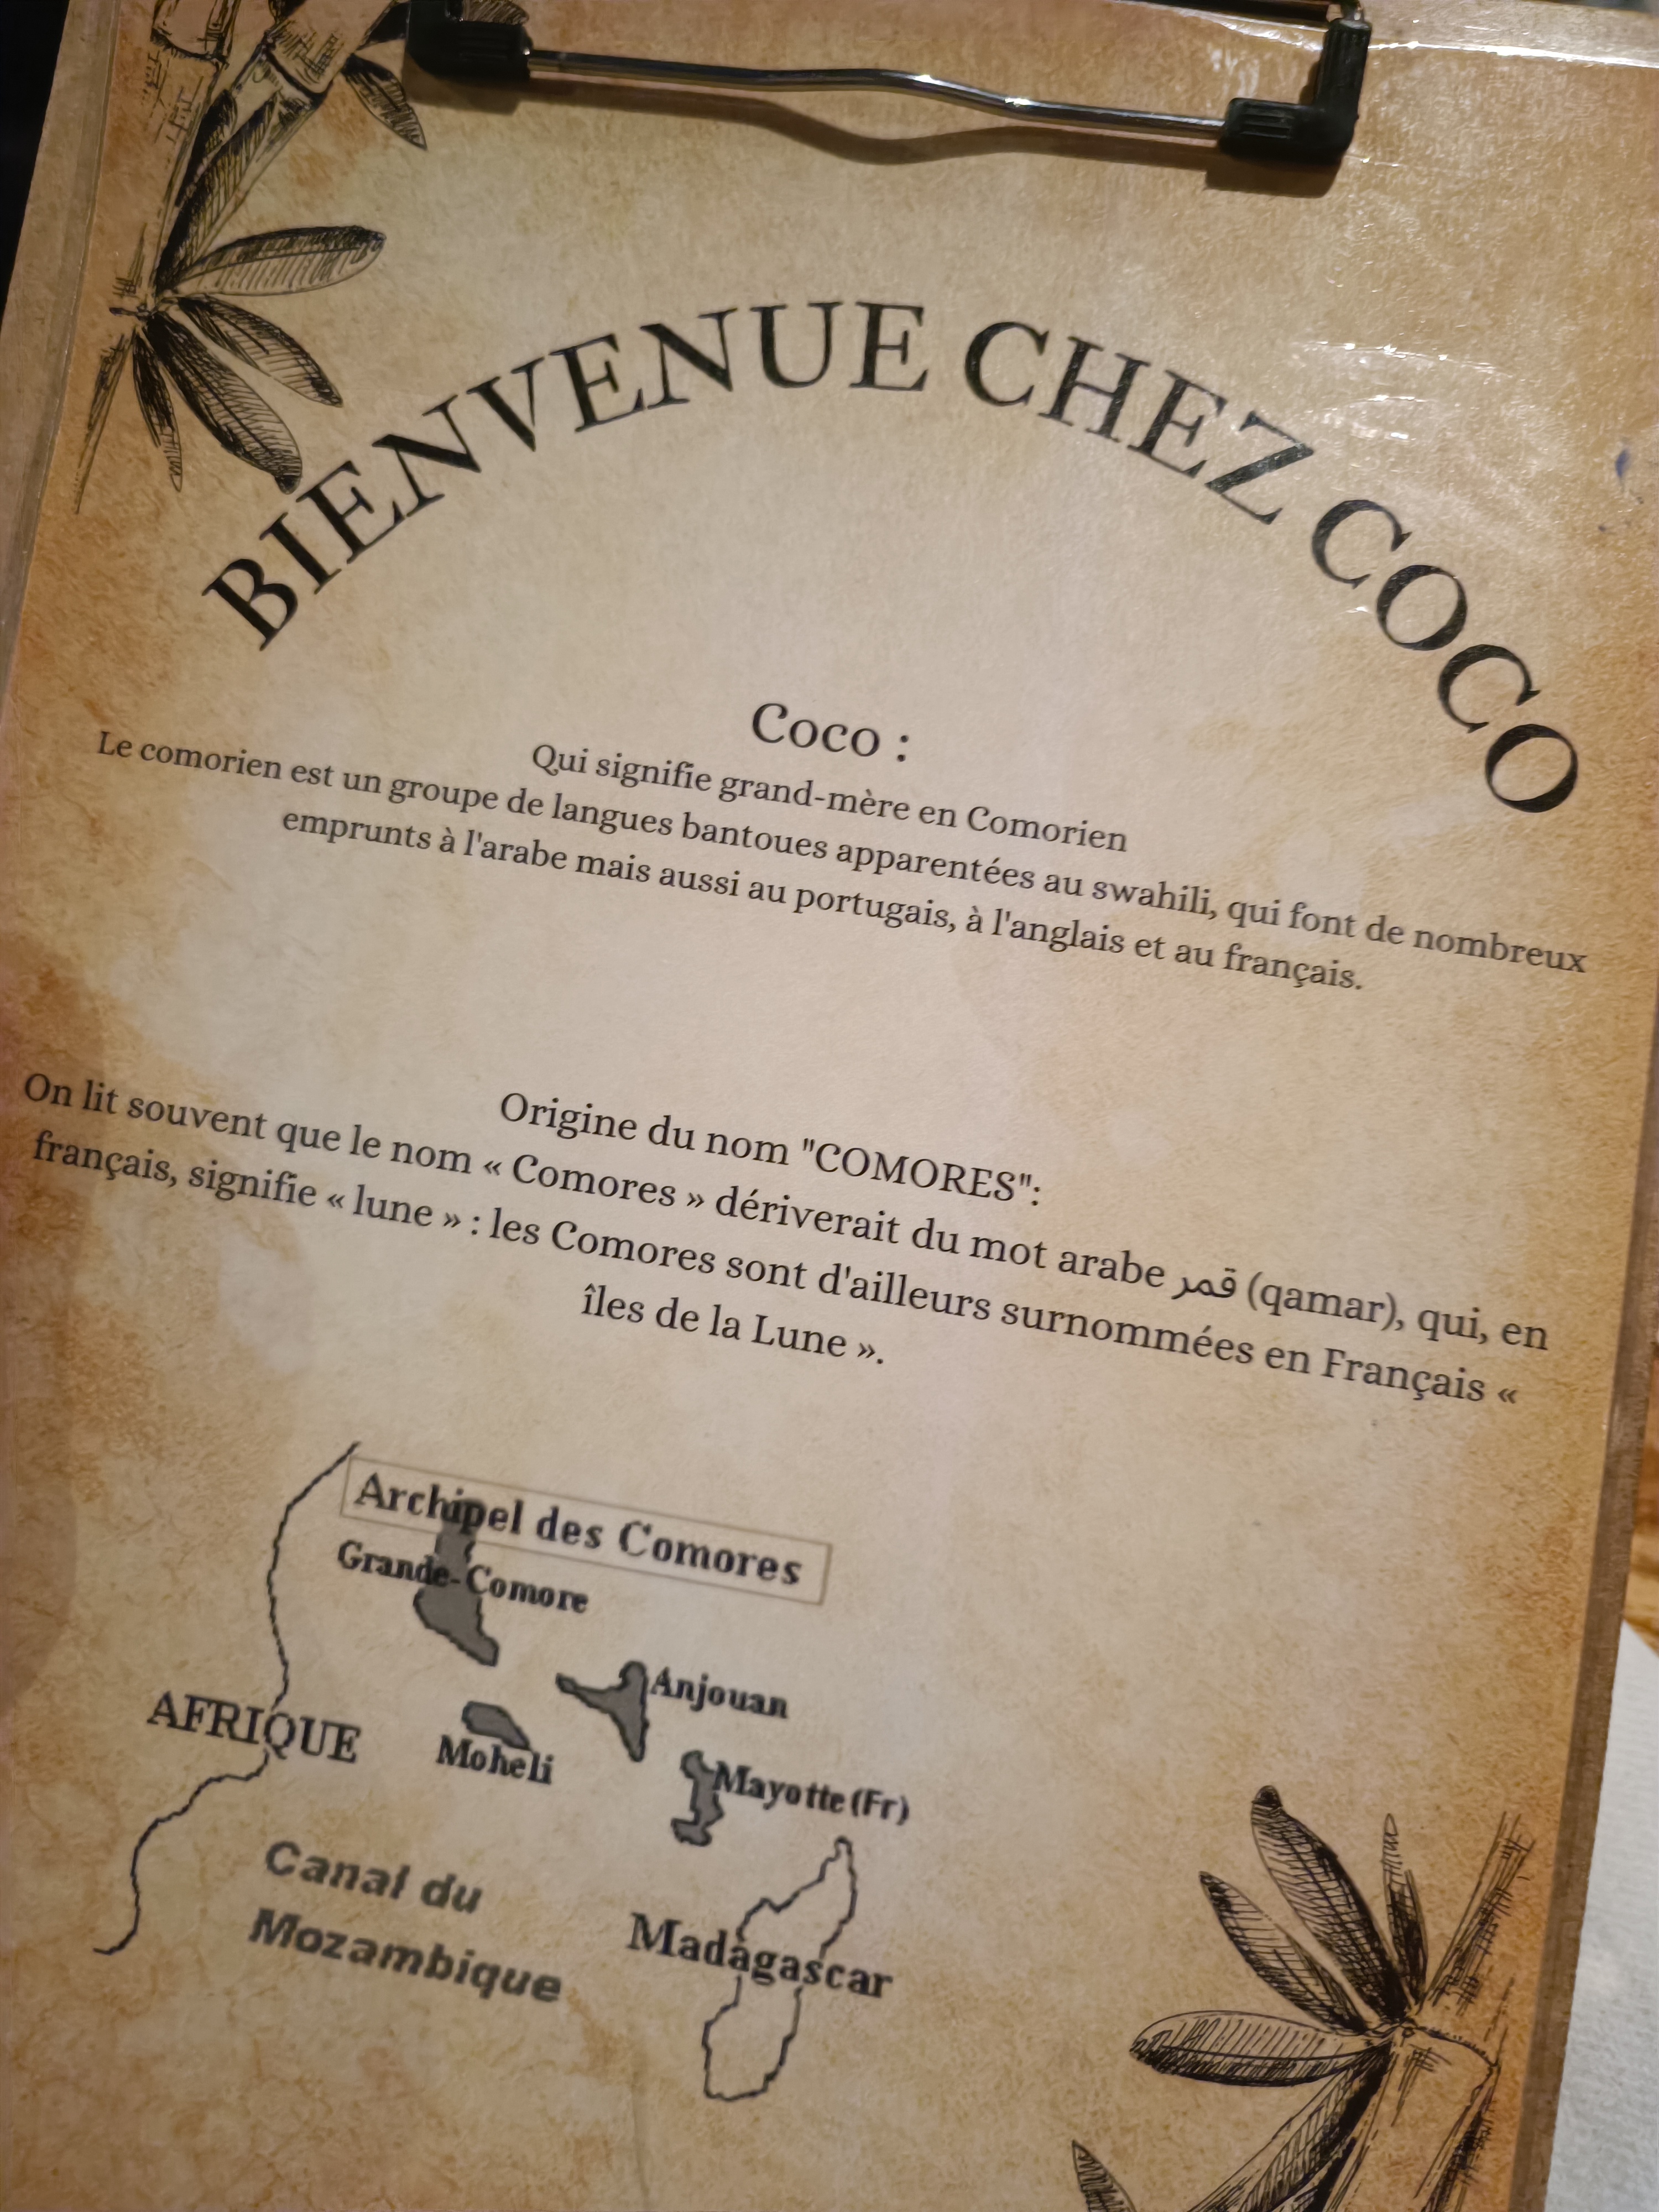 BIENVENUE CHEZ COCO
Coco :
Qui signifie grand-mère en Comorien
Le comorien est un groupe de langues bantoues apparentées au swahili, qui font de nombreux
emprunts à l'arabe mais aussi au portugais, à l'anglais et au français.
Origine du nom "COMORES":
On lit souvent que le nom « Comores » dériverait du mot arabe قمر (qamar), qui, en
français, signifie « lune » : les Comores sont d'ailleurs surnommées en Français «
îles de la Lune ».
Archipel des Comores
Grande-Comore
Anjouan
AFRIQUE
Moheli
Mayotte (Fr)
Canal du
Mozambique
Madagascar